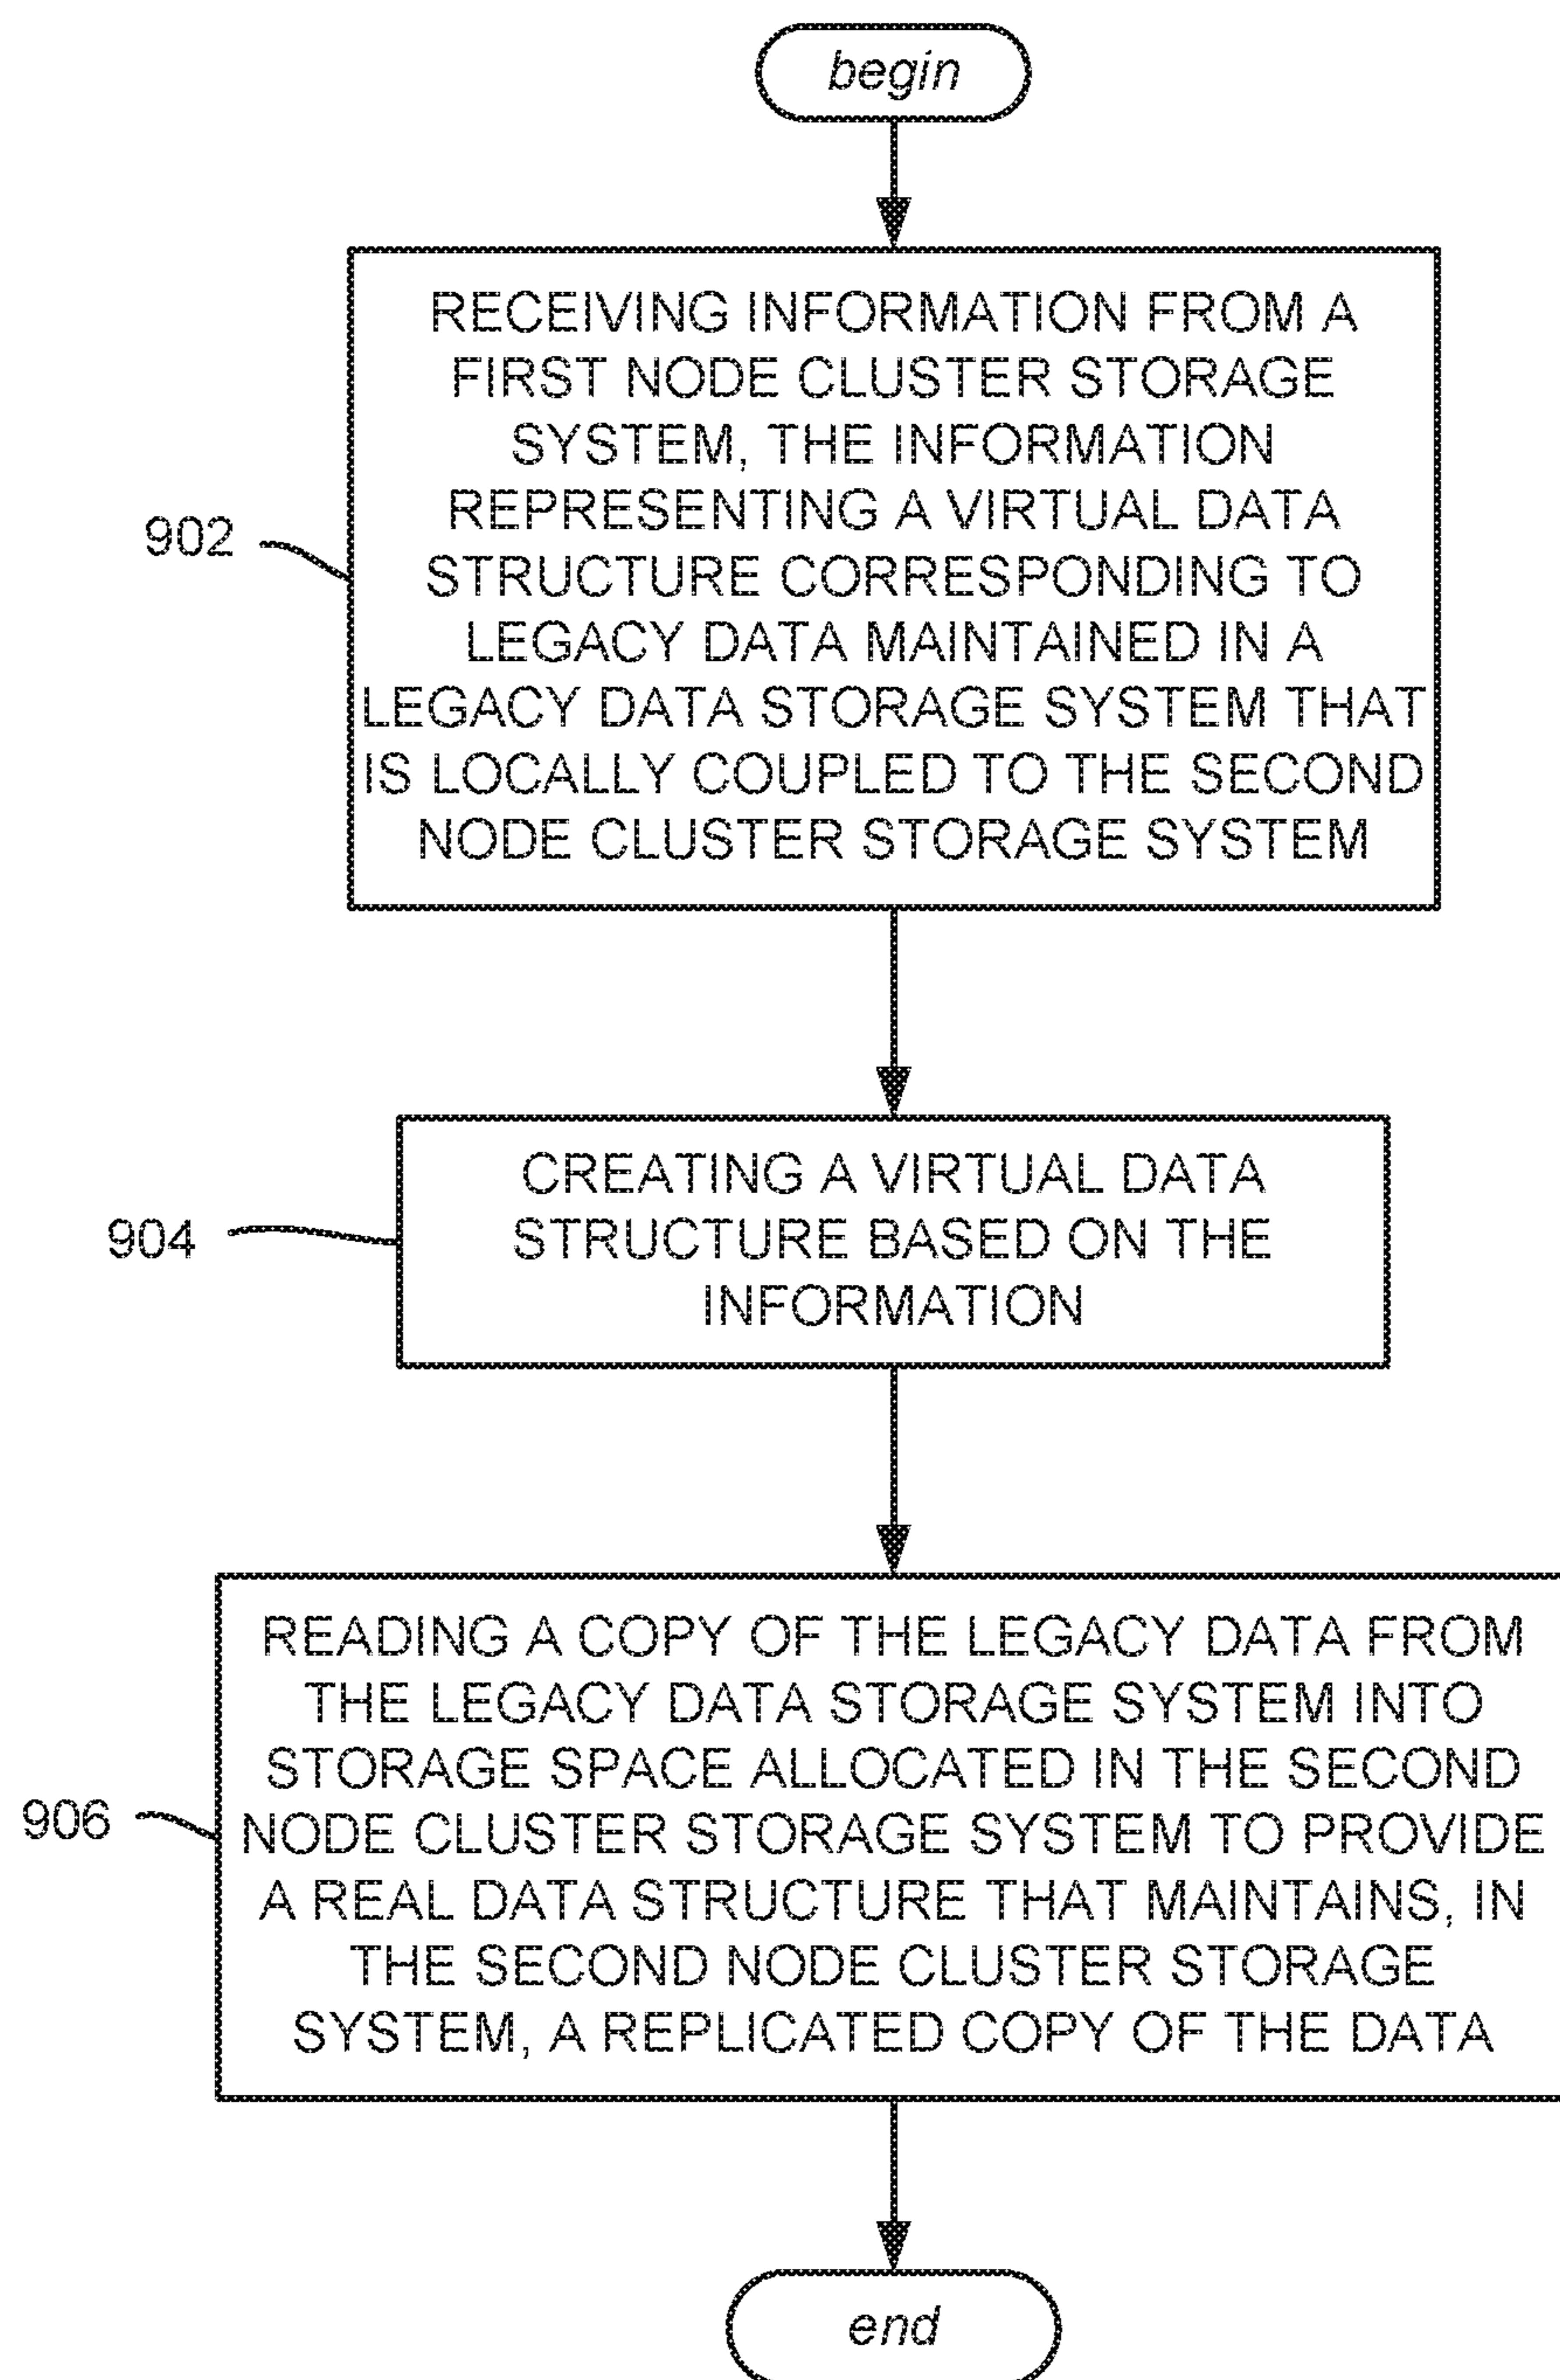 begin
RECEIVING INFORMATION FROM A
FIRST NODE CLUSTER STORAGE
SYSTEM, THE INFORMATION
REPRESENTING A VIRTUAL DATA
STRUCTURE CORRESPONDING TO
LEGACY DATA MAINTAINED IN A
LEGACY DATA STORAGE SYSTEM THAT
IS LOCALLY COUPLED TO THE SECOND
NODE CLUSTER STORAGE SYSTEM
902
CREATING A VIRTUAL DATA
STRUCTURE BASED ON THE
INFORMATION
904
READING A COPY OF THE LEGACY DATA FROM
THE LEGACY DATA STORAGE SYSTEM INTO
STORAGE SPACE ALLOCATED IN THE SECOND
NODE CLUSTER STORAGE SYSTEM TO PROVIDE
A REAL DATA STRUCTURE THAT MAINTAINS, IN
THE SECOND NODE CLUSTER STORAGE
SYSTEM, A REPLICATED COPY OF THE DATA
906
end